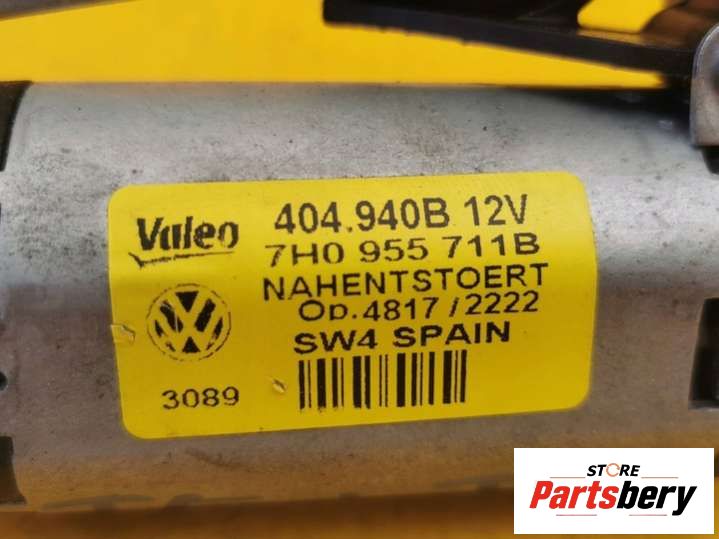 Valeo 404.940B 12V
7H0 955 711B
NAHENTSTOERT
Op.4817/2222
SW4 SPAIN
3089
STORE
Partsbery